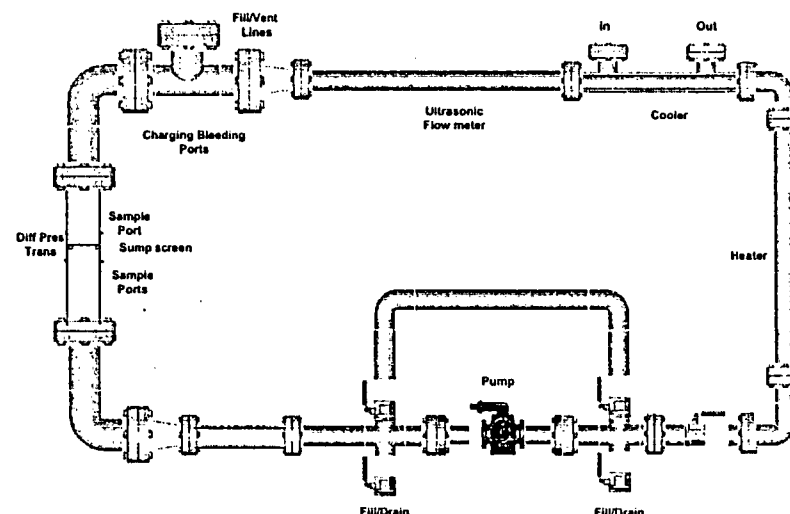 Fill/Vent
Lines
In
Out
Charging Bleeding
Ports
Ultrasonic
Flow meter
Cooler
Sample
Port
Diff Pres
Trans
Sump screen
Sample
Ports
Heater
Pump
Fill/Drain
Fill/Drain